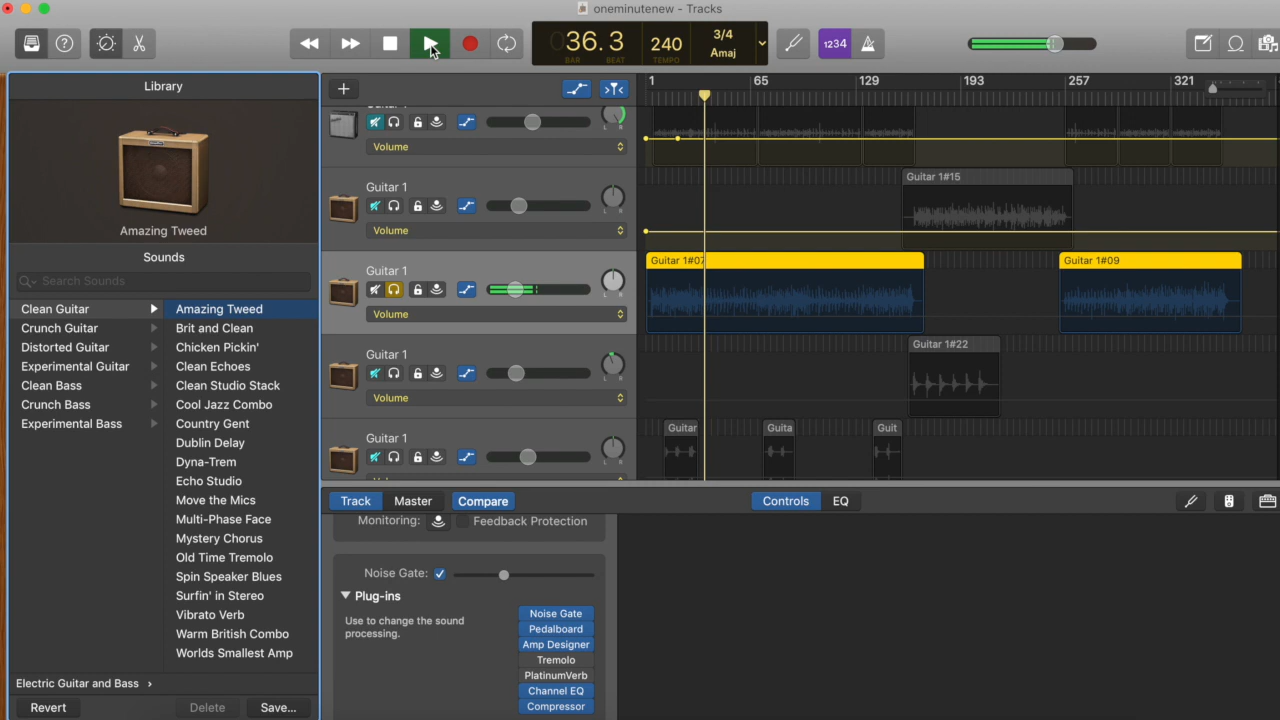 oneminutenew - Tracks
36.3
BAR BEAT
240
TEMPO
3/4
Amaj
1234
Library
Amazing Tweed
Sounds
Search Sounds
Clean Guitar
Crunch Guitar
Distorted Guitar
Experimental Guitar
Clean Bass
Crunch Bass
Experimental Bass
Amazing Tweed
Brit and Clean
Chicken Pickin'
Clean Echoes
Clean Studio Stack
Cool Jazz Combo
Country Gent
Dublin Delay
Dyna-Trem
Echo Studio
Move the Mics
Multi-Phase Face
Mystery Chorus
Old Time Tremolo
Spin Speaker Blues
Surfin' in Stereo
Vibrato Verb
Warm British Combo
Worlds Smallest Amp
Electric Guitar and Bass
Revert
Delete
Save...
1 65 129 193 257 321
L R
Volume
Guitar 1
L R
Volume
Guitar 1#15
Guitar 1
L R
Volume
Guitar 1#07
Guitar 1#09
Guitar 1
L R
Volume
Guitar 1#22
Guitar 1
L R
Guitar
Guita
Guit
Track
Master
Compare
Controls
EQ
Monitoring:
Feedback Protection
Noise Gate:
Plug-ins
Use to change the sound
processing.
Noise Gate
Pedalboard
Amp Designer
Tremolo
PlatinumVerb
Channel EQ
Compressor